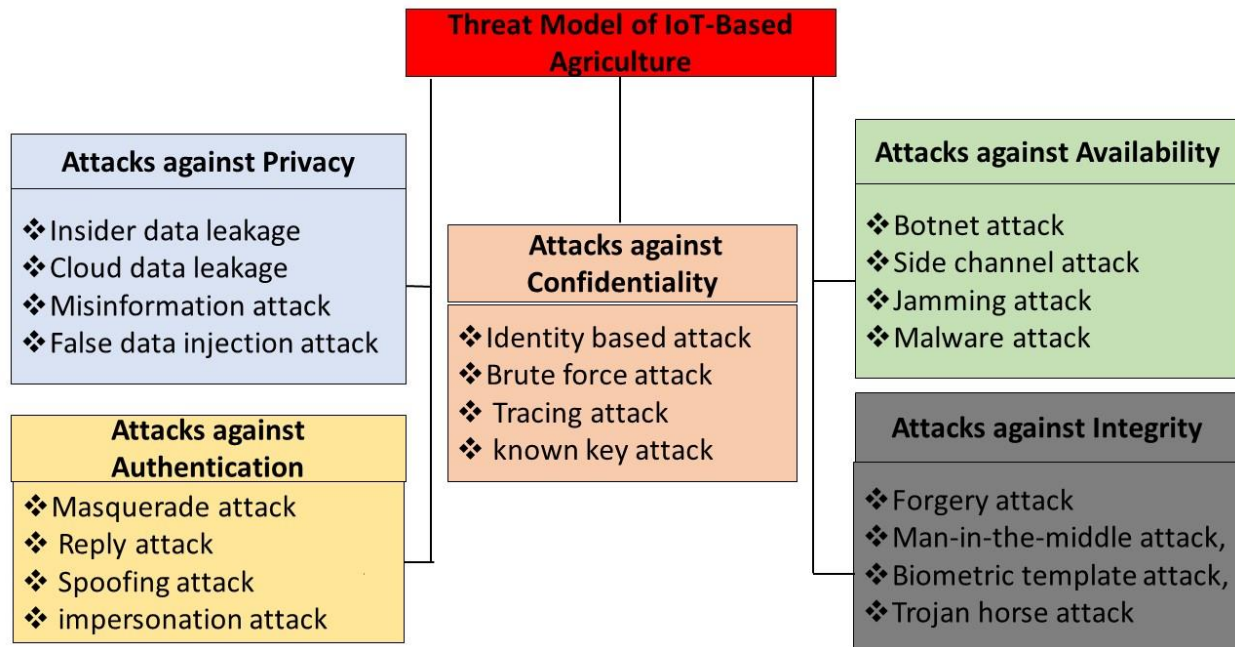 Threat Model of IoT-Based
Agriculture
Attacks against Privacy
❖Insider data leakage
❖Cloud data leakage
❖Misinformation attack
❖False data injection attack
Attacks against
Authentication
❖Masquerade attack
❖ Reply attack
❖ Spoofing attack
❖ impersonation attack
Attacks against
Confidentiality
❖Identity based attack
❖Brute force attack
❖ Tracing attack
❖ known key attack
Attacks against Availability
❖Botnet attack
❖Side channel attack
❖Jamming attack
❖Malware attack
Attacks against Integrity
❖Forgery attack
❖Man-in-the-middle attack,
❖Biometric template attack,
❖Trojan horse attack